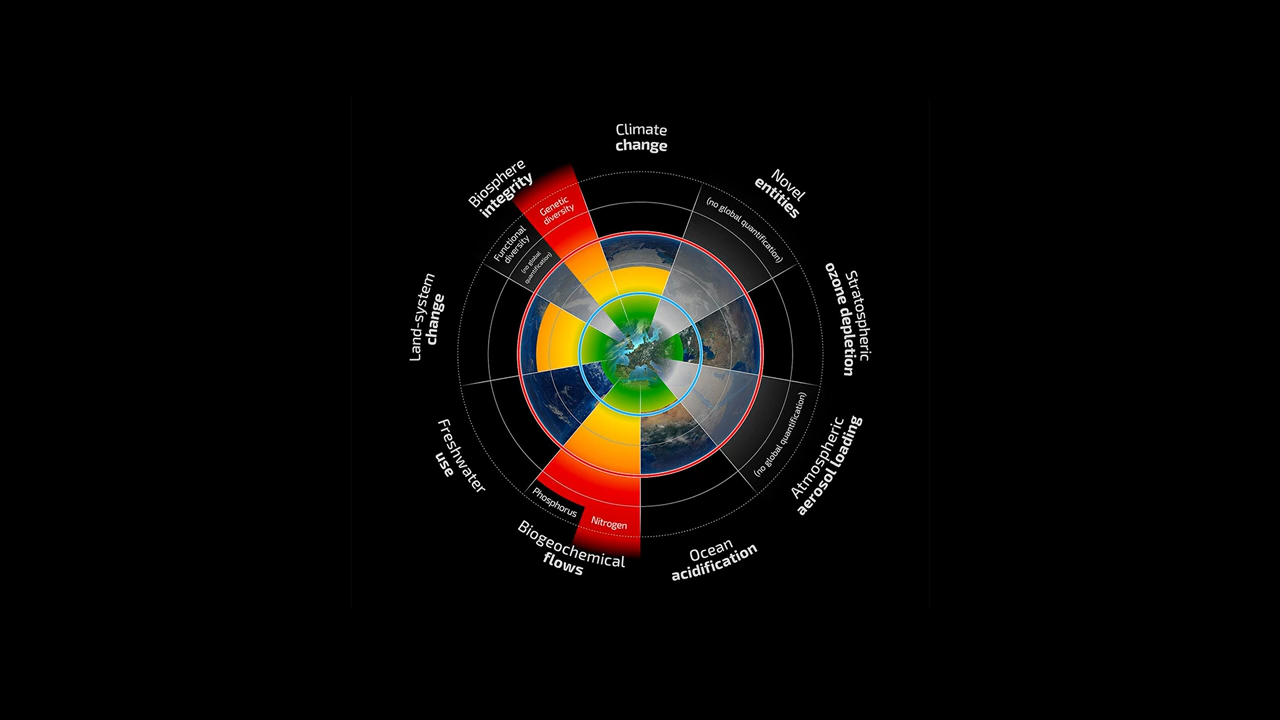 Climate
change
Novel
entities
(no global quantification)
Stratospheric
ozone depletion
Atmospheric
aerosol loading
(no global quantification)
Ocean
acidification
Biogeochemical
flows
Phosphorus
Nitrogen
Freshwater
use
Land-system
change
Biosphere
integrity
Functional
diversity
(no global
quantification)
Genetic
diversity